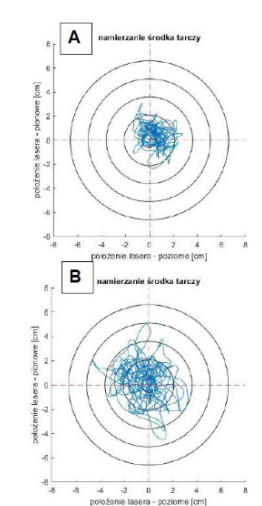 A
namierzanie środka tarczy
położenie lasera - pionowe [cm]
8
6
4
2
0
-2
-4
-6
-8
-8 -6 -4 -2 0 2 4 6 8
położenie lasera - poziome [cm]
B
namierzanie środka tarczy
położenie lasera - pionowe [cm]
8
6
4
2
0
-2
-4
-6
-8
-8 -6 -4 -2 0 2 4 6 8
położenie lasera - poziome [cm]